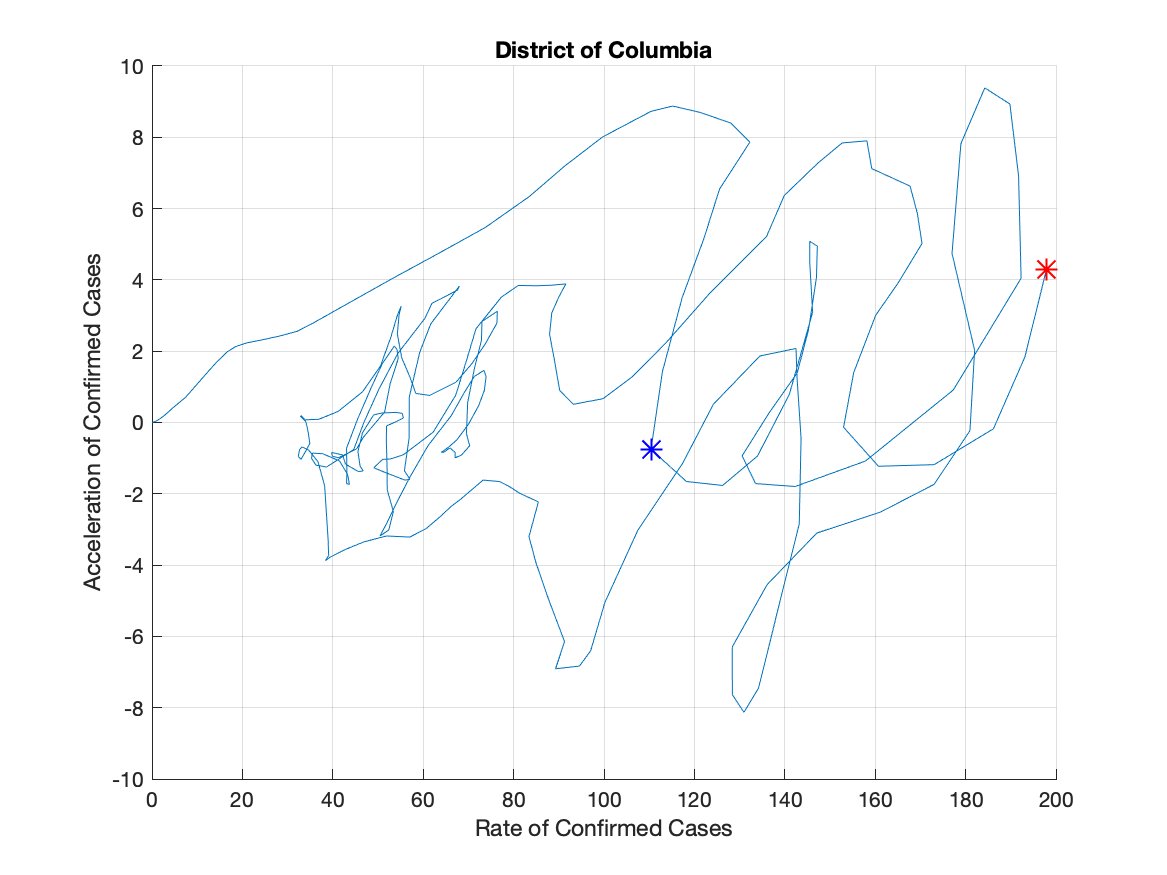 District of Columbia
10
8
6
4
2
0
-2
-4
-6
-8
-10
Acceleration of Confirmed Cases
0 20 40 60 80 100 120 140 160 180 200
Rate of Confirmed Cases